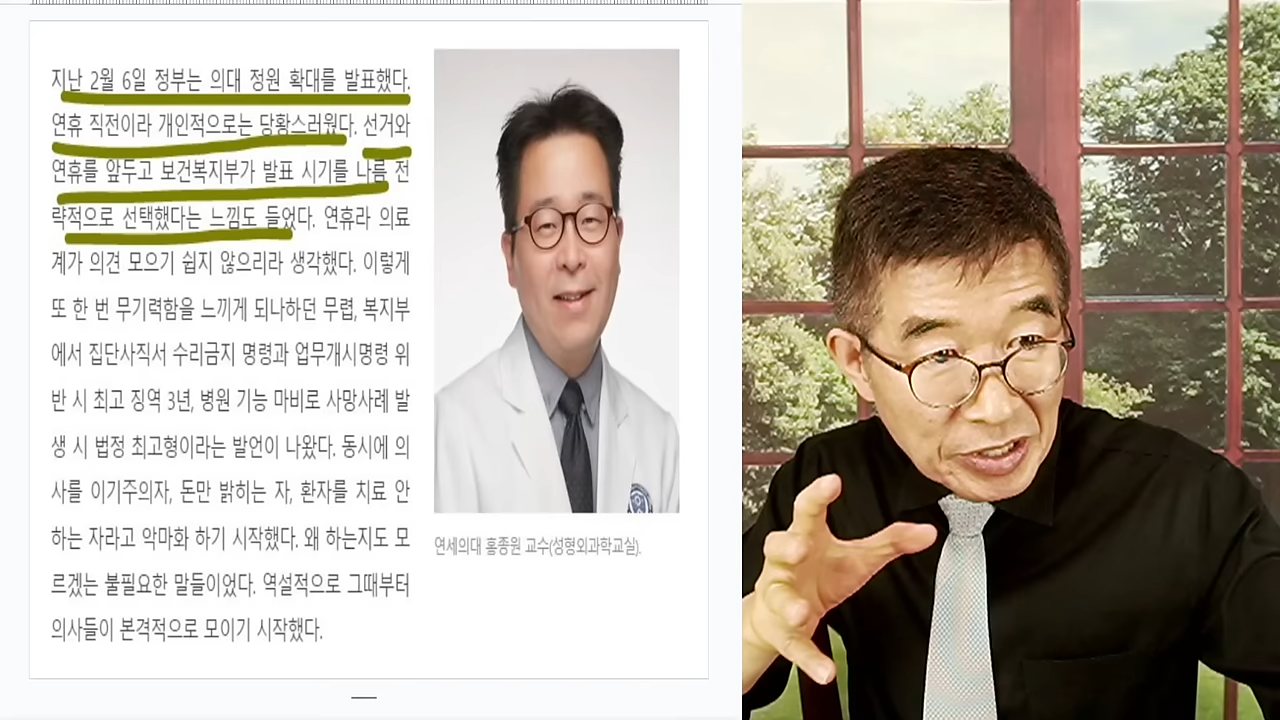 지난 2월 6일 정부는 의대 정원 확대를 발표했다.
연휴 직전이라 개인적으로는 당황스러웠다. 선거와
연휴를 앞두고 보건복지부가 발표 시기를 나름 전
략적으로 선택했다는 느낌도 들었다. 연휴라 의료
계가 의견 모으기 쉽지 않으리라 생각했다. 이렇게
또 한 번 무기력함을 느끼게 되나하던 무렵, 복지부
에서 집단사직서 수리금지 명령과 업무개시명령 위
반 시 최고 징역 3년, 병원 기능 마비로 사망사례 발
생 시 법정 최고형이라는 발언이 나왔다. 동시에 의
사를 이기주의자, 돈만 밝히는 자, 환자를 치료 안
하는 자라고 악마화 하기 시작했다. 왜 하는지도 모
르겠는 불필요한 말들이었다. 역설적으로 그때부터
의사들이 본격적으로 모이기 시작했다.
연세의대 홍종원 교수(성형외과학교실).